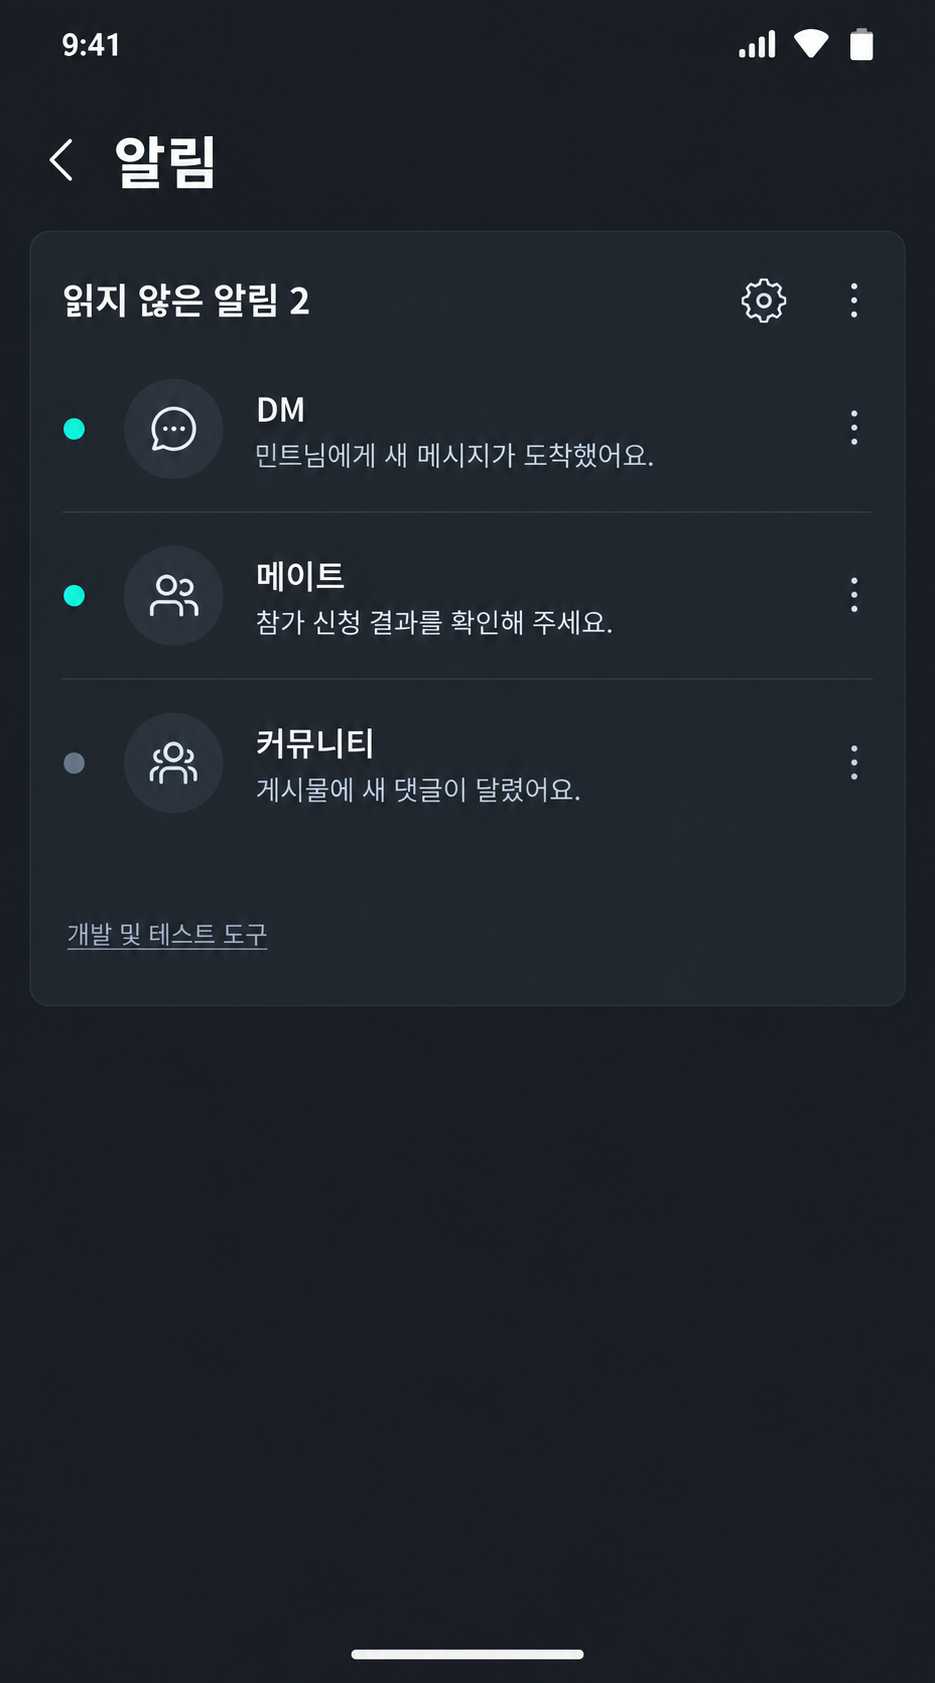 9:41
알림
읽지 않은 알림 2
DM
민트님에게 새 메시지가 도착했어요.
메이트
참가 신청 결과를 확인해 주세요.
커뮤니티
게시물에 새 댓글이 달렸어요.
개발 및 테스트 도구